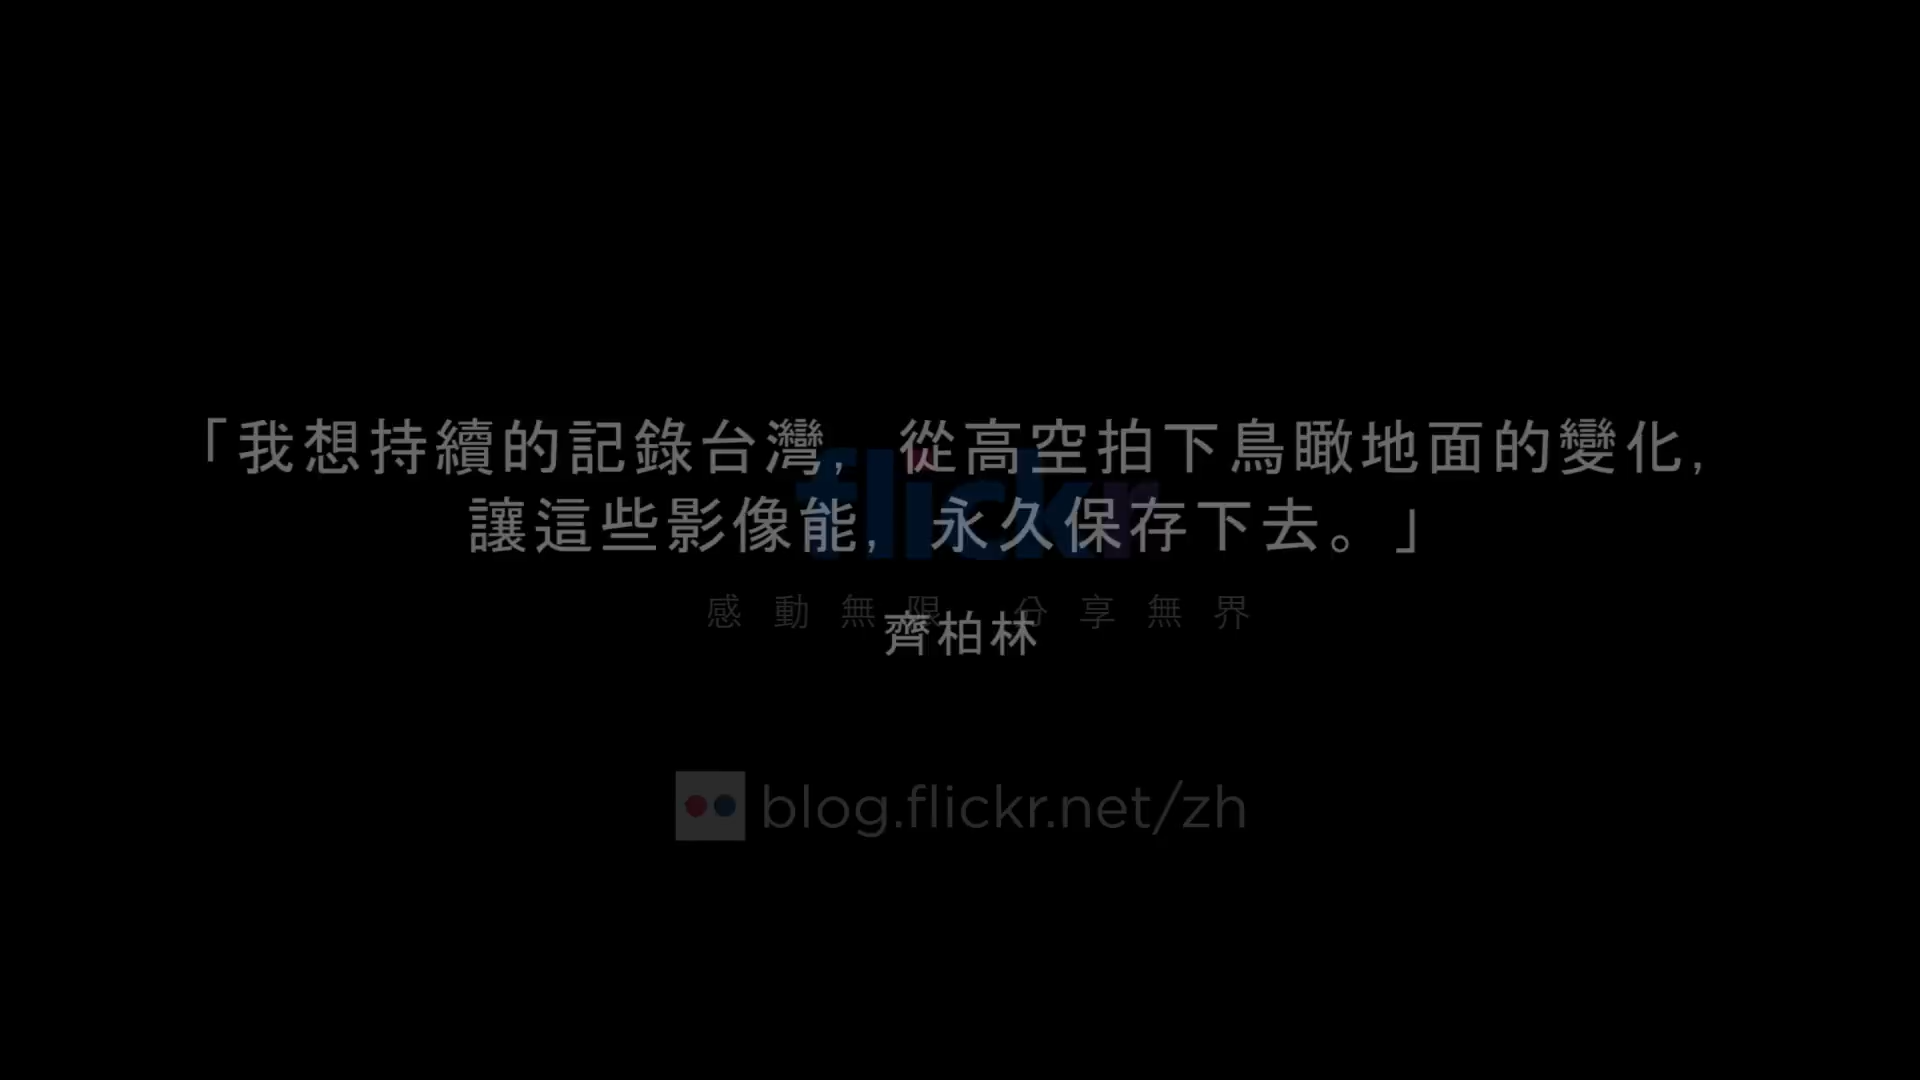 「我想持續的記錄台灣，從高空拍下鳥瞰地面的變化，
讓這些影像能，永久保存下去。」
flickr
感動無限 分享無界
齊柏林
blog.flickr.net/zh